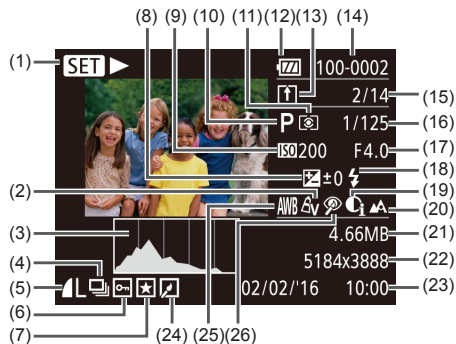 (8) (9) (10) (11) (12) (13) (14)
(1) SET 100-0002
2/14 (15)
P 1/125 (16)
ISO200 F4.0 (17)
±0 (18)
(2) AWB Av (19)
(20)
(3) 4.66MB (21)
(4) 5184x3888 (22)
(5) L 02/02/'16 10:00 (23)
(6)
(7) (24) (25) (26)